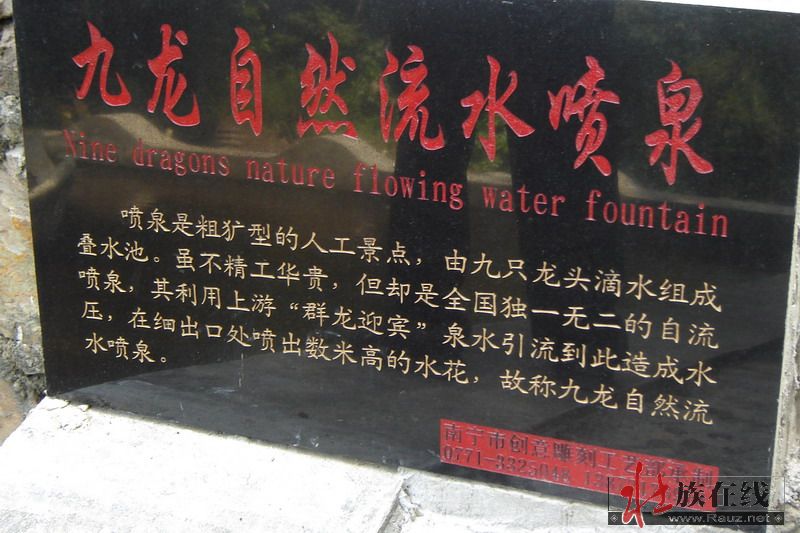 九龙自然流水喷泉
Nine dragons nature flowing water fountain
喷泉是粗犷型的人工景点，由九只龙头滴水组成
叠水池。虽不精工华贵，但却是全国独一无二的自流
喷泉，其利用上游“群龙迎宾”泉水引流到此造成水
压，在细出口处喷出数米高的水花，故称九龙自然流
水喷泉。
南宁市创意雕刻工艺
0771-3325048
壮族在线
www.Rauz.net